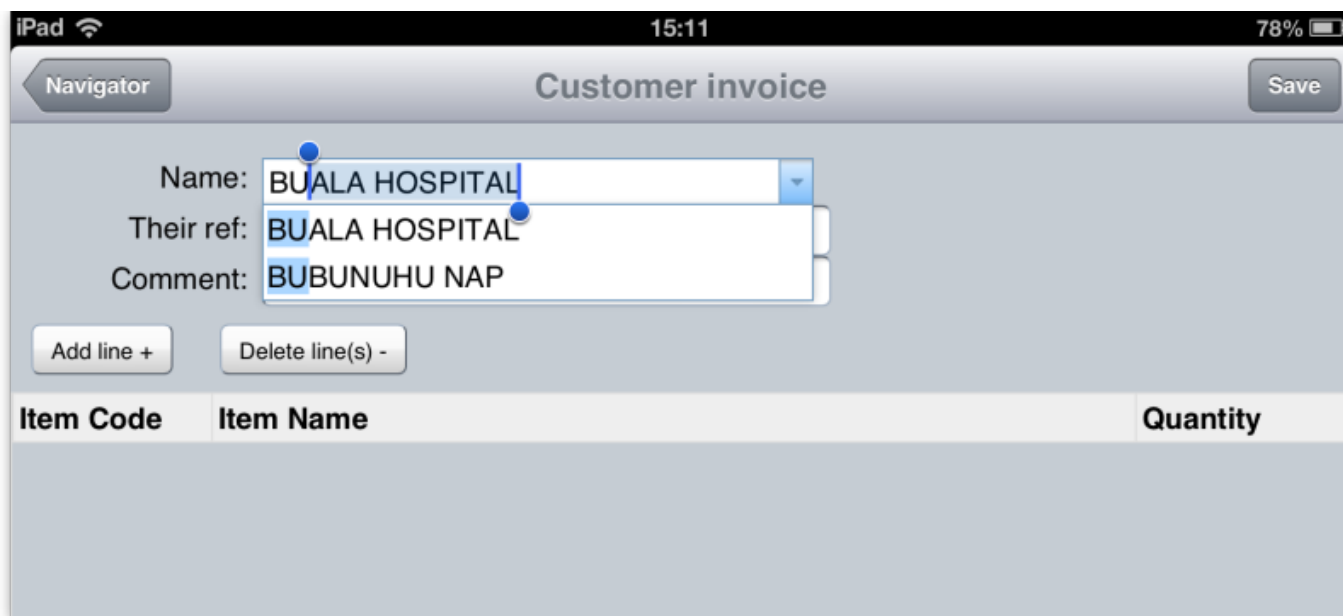 iPad 15:11 78%
Navigator Customer invoice Save
Name: BUALA HOSPITAL
Their ref: BUALA HOSPITAL
Comment: BUBUNUHU NAP
Add line + Delete line(s) -
Item Code Item Name Quantity